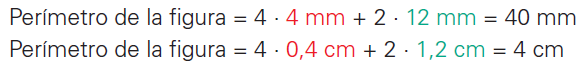 Perímetro de la figura = 4 · 4 mm + 2 · 12 mm = 40 mm
Perímetro de la figura = 4 · 0,4 cm + 2 · 1,2 cm = 4 cm